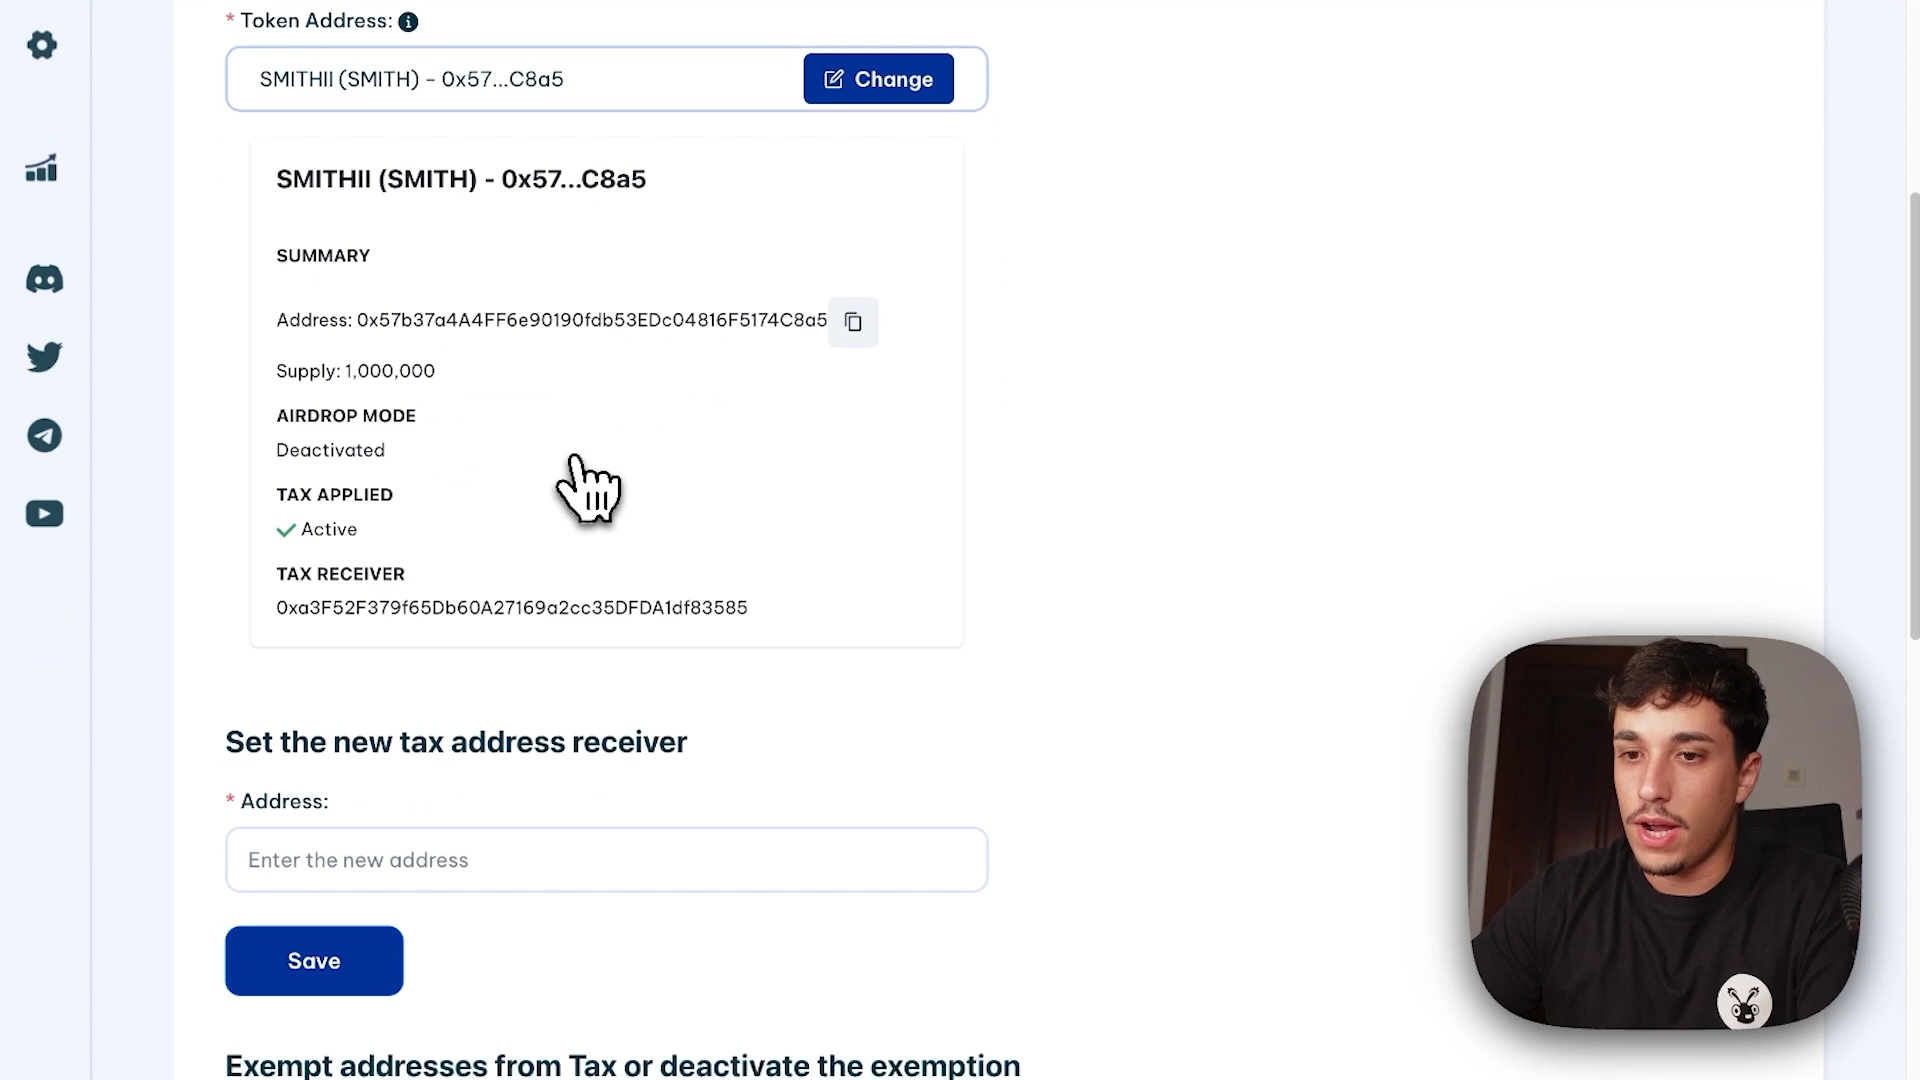 * Token Address:
SMITHII (SMITH) - 0x57...C8a5
Change
SMITHII (SMITH) - 0x57...C8a5
SUMMARY
Address: 0x57b37a4A4FF6e90190fdb53EDc04816F5174C8a5
Supply: 1,000,000
AIRDROP MODE
Deactivated
TAX APPLIED
Active
TAX RECEIVER
0xa3F52F379f65Db60A27169a2cc35DFDA1df83585
Set the new tax address receiver
* Address:
Enter the new address
Save
Exempt addresses from Tax or deactivate the exemption